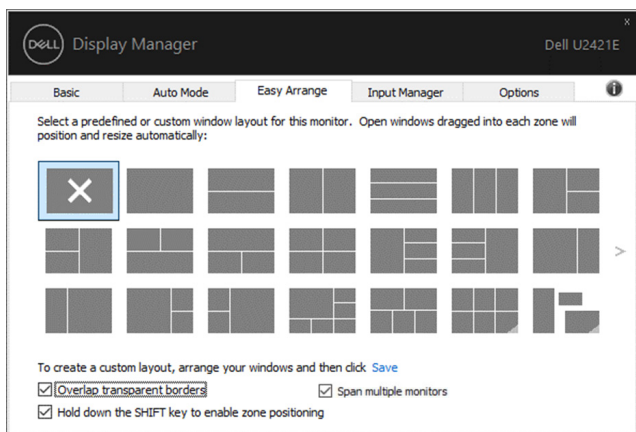 x
DELL Display Manager
Dell U2421E
Basic Auto Mode Easy Arrange Input Manager Options i
Select a predefined or custom window layout for this monitor. Open windows dragged into each zone will
position and resize automatically:
>
To create a custom layout, arrange your windows and then click Save
Overlap transparent borders
Span multiple monitors
Hold down the SHIFT key to enable zone positioning